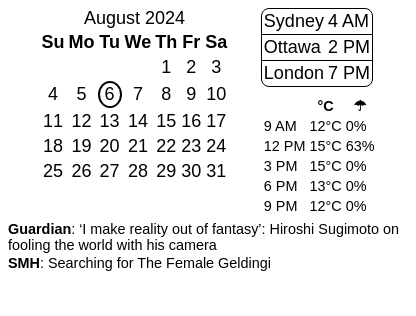 August 2024
Su Mo Tu We Th Fr Sa
1 2 3
4 5 6 7 8 9 10
11 12 13 14 15 16 17
18 19 20 21 22 23 24
25 26 27 28 29 30 31
Sydney 4 AM
Ottawa 2 PM
London 7 PM
°C ☂
9 AM 12°C 0%
12 PM 15°C 63%
3 PM 15°C 0%
6 PM 13°C 0%
9 PM 12°C 0%
Guardian: ‘I make reality out of fantasy’: Hiroshi Sugimoto on
fooling the world with his camera
SMH: Searching for The Female Geldingi